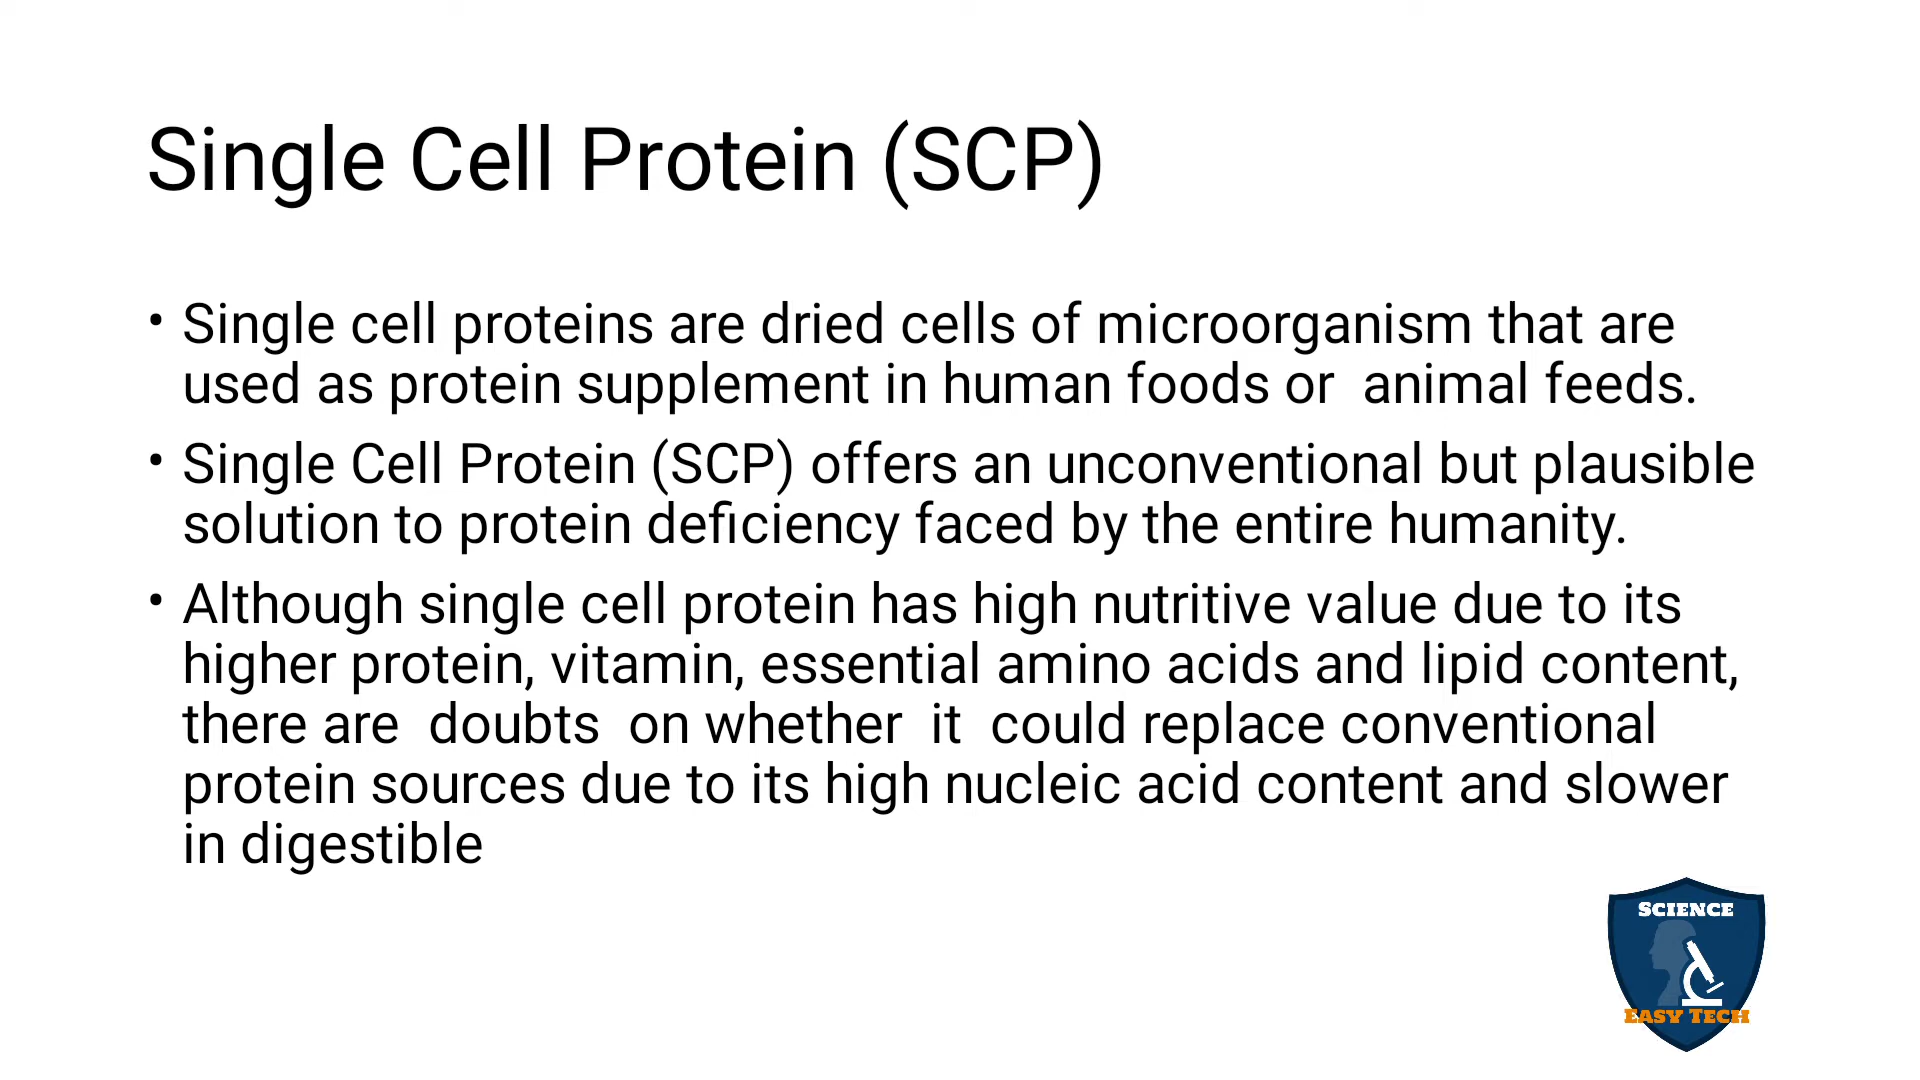 Single Cell Protein (SCP)
• Single cell proteins are dried cells of microorganism that are
used as protein supplement in human foods or  animal feeds.
• Single Cell Protein (SCP) offers an unconventional but plausible
solution to protein deficiency faced by the entire humanity.
• Although single cell protein has high nutritive value due to its
higher protein, vitamin, essential amino acids and lipid content,
there are  doubts  on whether  it  could replace conventional
protein sources due to its high nucleic acid content and slower
in digestible
SCIENCE
EASY TECH